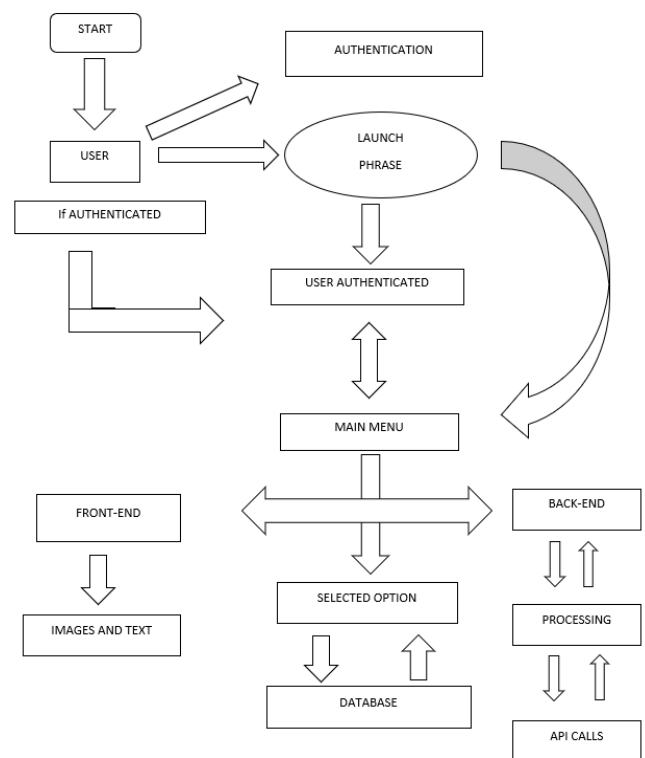 START
AUTHENTICATION
USER
LAUNCH
PHRASE
If AUTHENTICATED
USER AUTHENTICATED
MAIN MENU
FRONT-END
BACK-END
IMAGES AND TEXT
SELECTED OPTION
PROCESSING
DATABASE
API CALLS